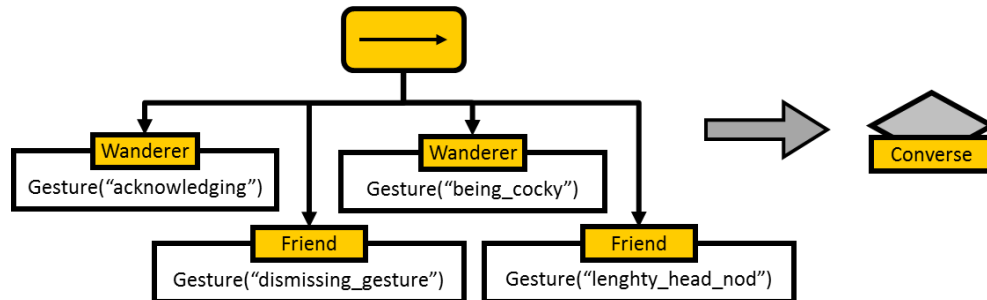 Wanderer
Gesture(“acknowledging”)
Wanderer
Gesture(“being_cocky”)
Converse
Friend
Gesture(“dismissing_gesture”)
Friend
Gesture(“lenghty_head_nod”)